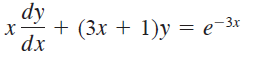 x dy/dx + (3x + 1)y = e^{-3x}